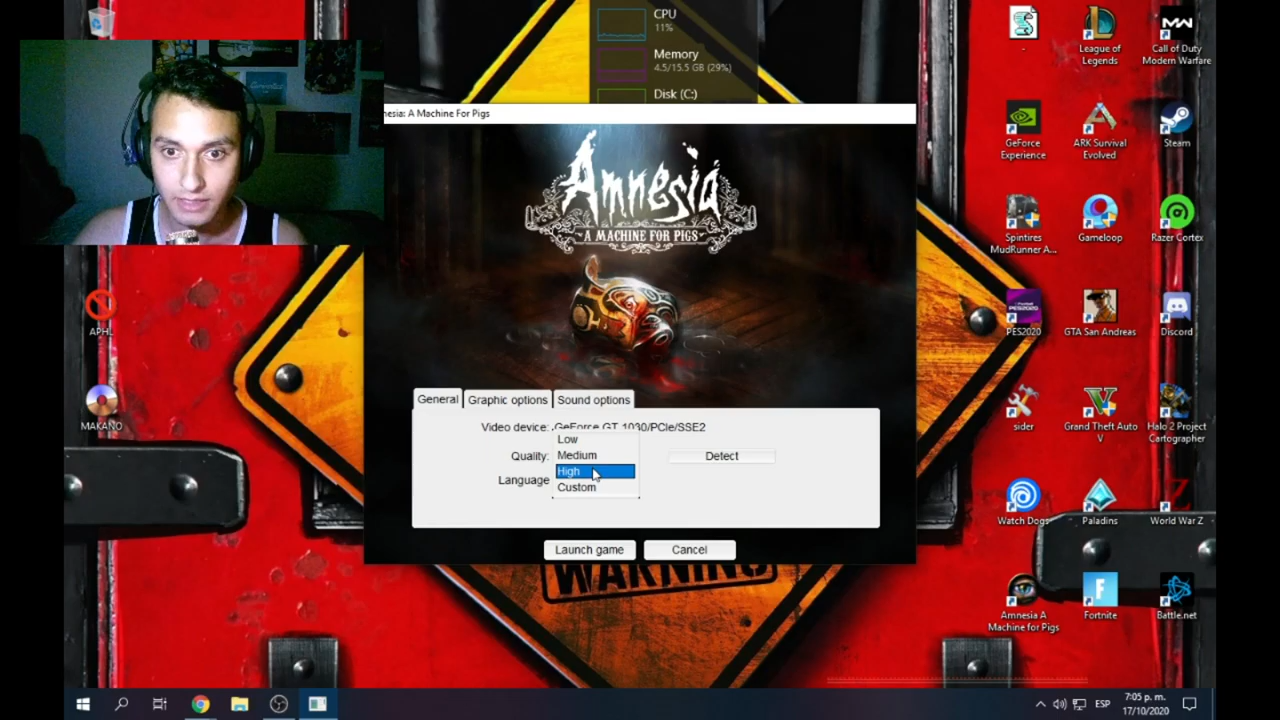 CPU
11%
Memory
4.5/15.5 GB (29%)
Disk (C:)
nesia: A Machine For Pigs
Amnesia
A MACHINE FOR PIGS
General
Graphic options
Sound options
Video device:
GeForce GT 1030/PCIe/SSE2
Quality:
Detect
Low
Medium
High
Custom
Language
Launch game
Cancel
WARNING
APHL
MAKANO
-
League of
Legends
Call of Duty
Modern Warfare
GeForce
Experience
ARK Survival
Evolved
Steam
Spintires
MudRunner A...
Gameloop
Razer Cortex
PES2020
GTA San Andreas
Discord
sider
Grand Theft Auto
V
Halo 2 Project
Cartographer
Watch Dogs
Paladins
World War Z
Amnesia A
Machine for Pigs
Fortnite
Battle.net
ESP
7:05 p. m.
17/10/2020